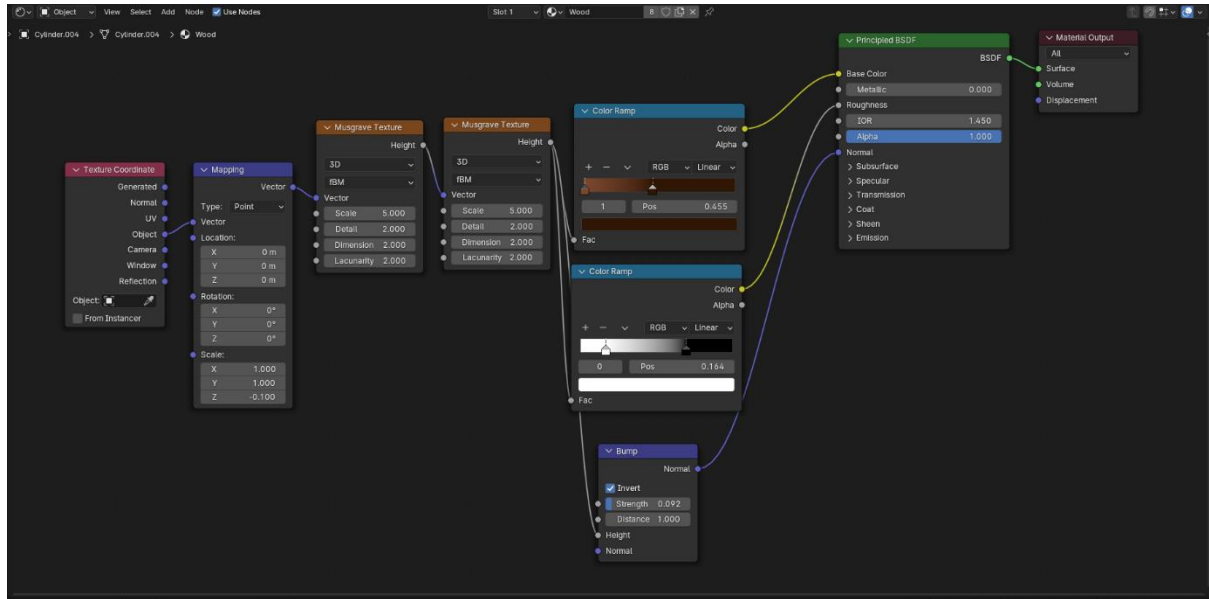 Object View Select Add Node Use Nodes Slot 1 Wood 8
Cylinder.004 > Cylinder.004 > Wood
Texture Coordinate
Generated
Normal
UV
Object
Camera
Window
Reflection
Object:
From Instancer
Mapping
Vector
Type: Point
Vector
Location:
X 0 m
Y 0 m
Z 0 m
Rotation:
X 0°
Y 0°
Z 0°
Scale:
X 1.000
Y 1.000
Z -0.100
Musgrave Texture
Height
3D
fBM
Vector
Scale 5.000
Detail 2.000
Dimension 2.000
Lacunarity 2.000
Musgrave Texture
Height
3D
fBM
Vector
Scale 5.000
Detail 2.000
Dimension 2.000
Lacunarity 2.000
Color Ramp
Color
Alpha
+ − RGB Linear
1 Pos 0.455
Fac
Color Ramp
Color
Alpha
+ − RGB Linear
0 Pos 0.164
Fac
Bump
Normal
Invert
Strength 0.092
Distance 1.000
Height
Normal
Principled BSDF
BSDF
Base Color
Metallic 0.000
Roughness
IOR 1.450
Alpha 1.000
Normal
> Subsurface
> Specular
> Transmission
> Coat
> Sheen
> Emission
Material Output
All
Surface
Volume
Displacement